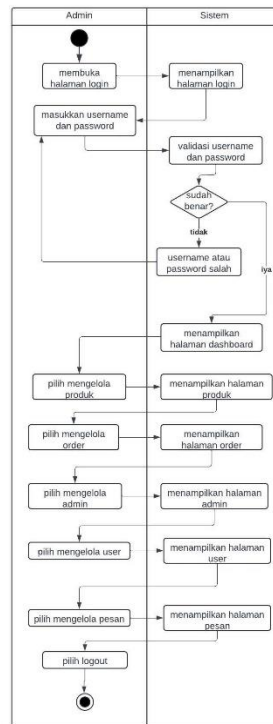 Admin
Sistem
membuka
halaman login
menampilkan
halaman login
masukkan username
dan password
validasi username
dan password
sudah
benar?
tidak
iya
username atau
password salah
menampilkan
halaman dashboard
pilih mengelola
produk
menampilkan halaman
produk
pilih mengelola
order
menampilkan
halaman order
pilih mengelola
admin
menampilkan halaman
admin
pilih mengelola user
menampilkan halaman
user
pilih mengelola pesan
menampilkan halaman
pesan
pilih logout